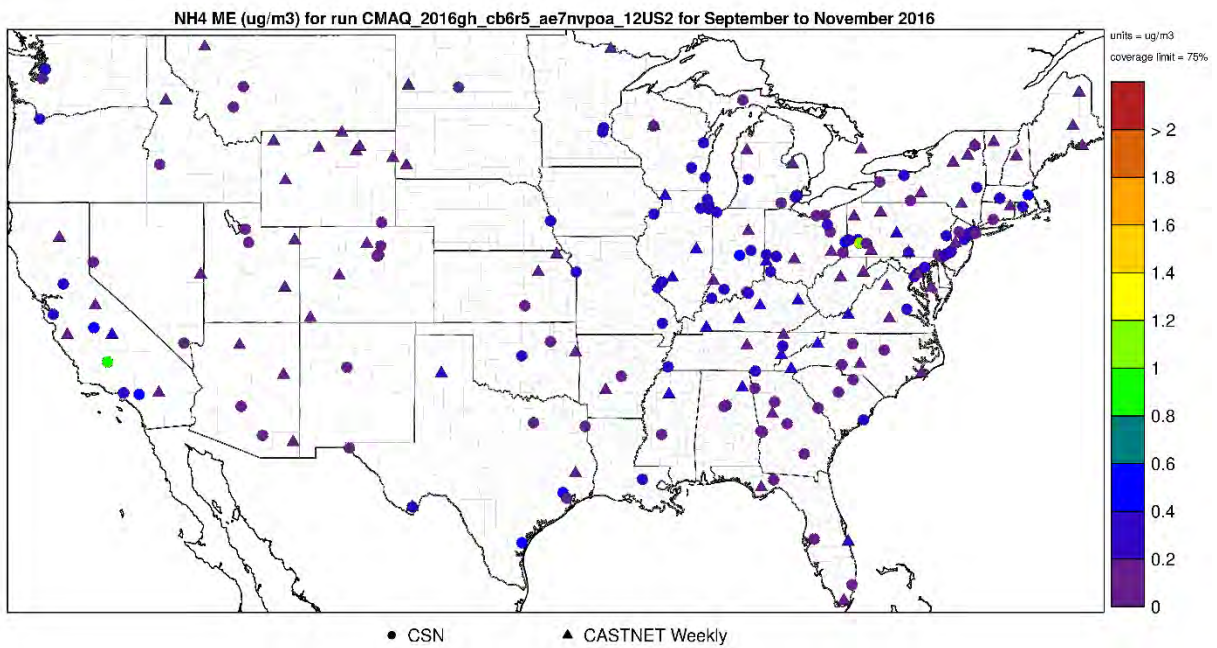 NH4 ME (ug/m3) for run CMAQ_2016gh_cb6r5_ae7nvpoa_12US2 for September to November 2016
units = ug/m3
coverage limit = 75%
> 2
1.8
1.6
1.4
1.2
1
0.8
0.6
0.4
0.2
0
CSN
CASTNET Weekly